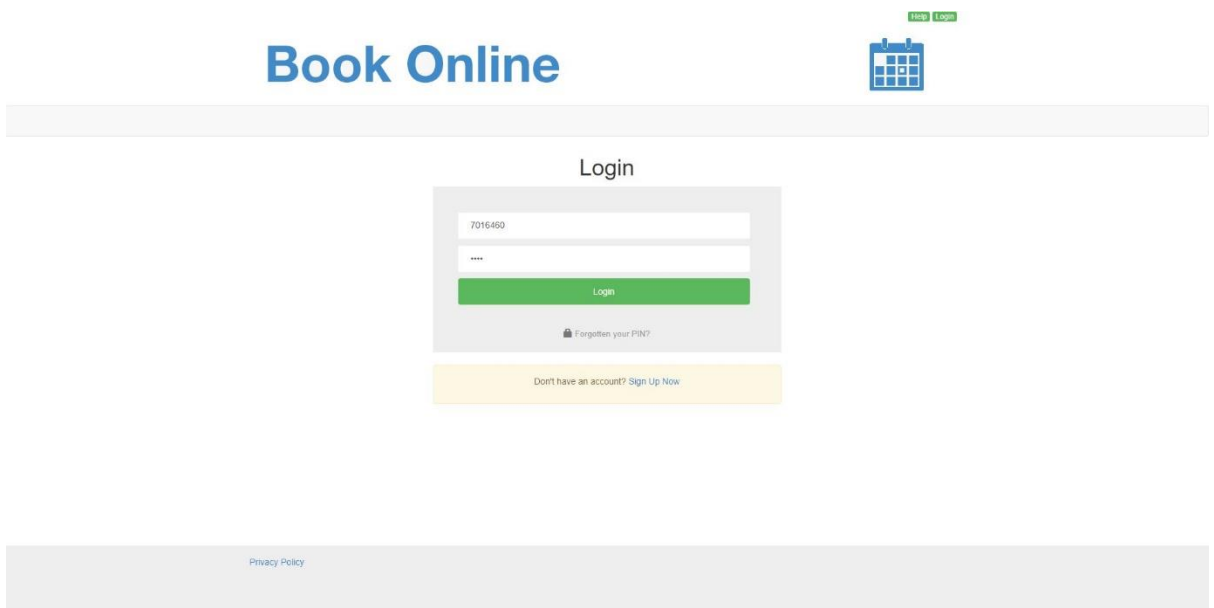 Help Login
Book Online
Login
7016460
••••
Login
Forgotten your PIN?
Don't have an account? Sign Up Now
Privacy Policy